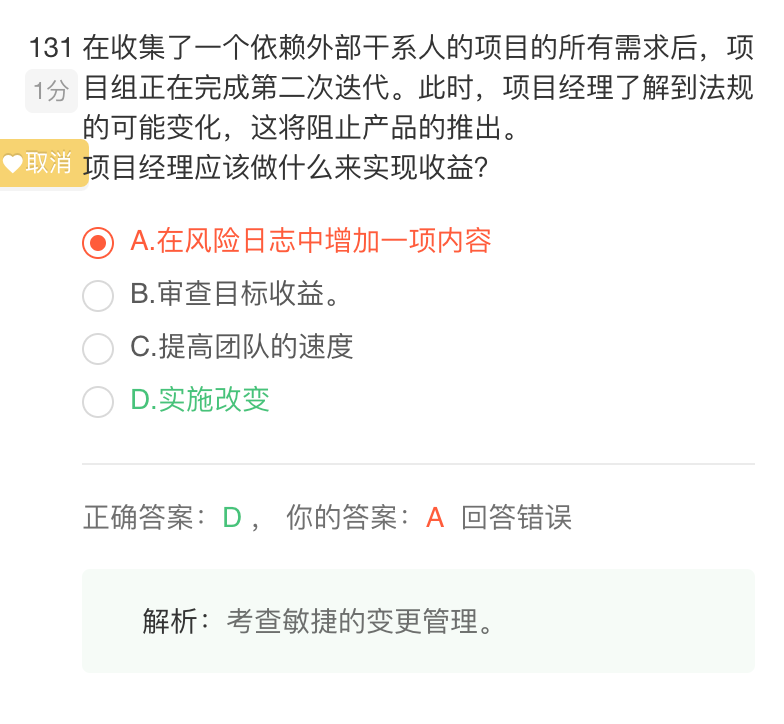 131 在收集了一个依赖外部干系人的项目的所有需求后，项
1分 目组正在完成第二次迭代。此时，项目经理了解到法规
的可能变化，这将阻止产品的推出。
取消 项目经理应该做什么来实现收益？
A.在风险日志中增加一项内容
B.审查目标收益。
C.提高团队的速度
D.实施改变
正确答案：D ， 你的答案：A 回答错误
解析：考查敏捷的变更管理。